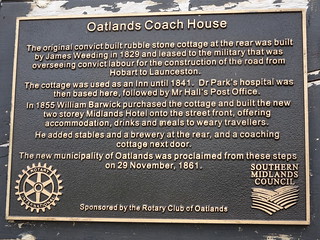 Oatlands Coach House
The original convict built rubble stone cottage at the rear was built
by James Weeding in 1829 and leased to the military that was
overseeing convict labour for the construction of the road from
Hobart to Launceston.
The cottage was used as an inn until 1841. Dr Park's hospital was
then based here, followed by Mr Hall's Post Office.
In 1855 William Barwick purchased the cottage and built the new
two storey Midlands Hotel onto the street front, offering
accommodation, drinks and meals to weary travellers.
He added stables and a brewery at the rear, and a coaching
cottage next door.
The new municipality of Oatlands was proclaimed from these steps
on 29 November, 1861.
SOUTHERN
MIDLANDS
COUNCIL
Sponsored by the Rotary Club of Oatlands